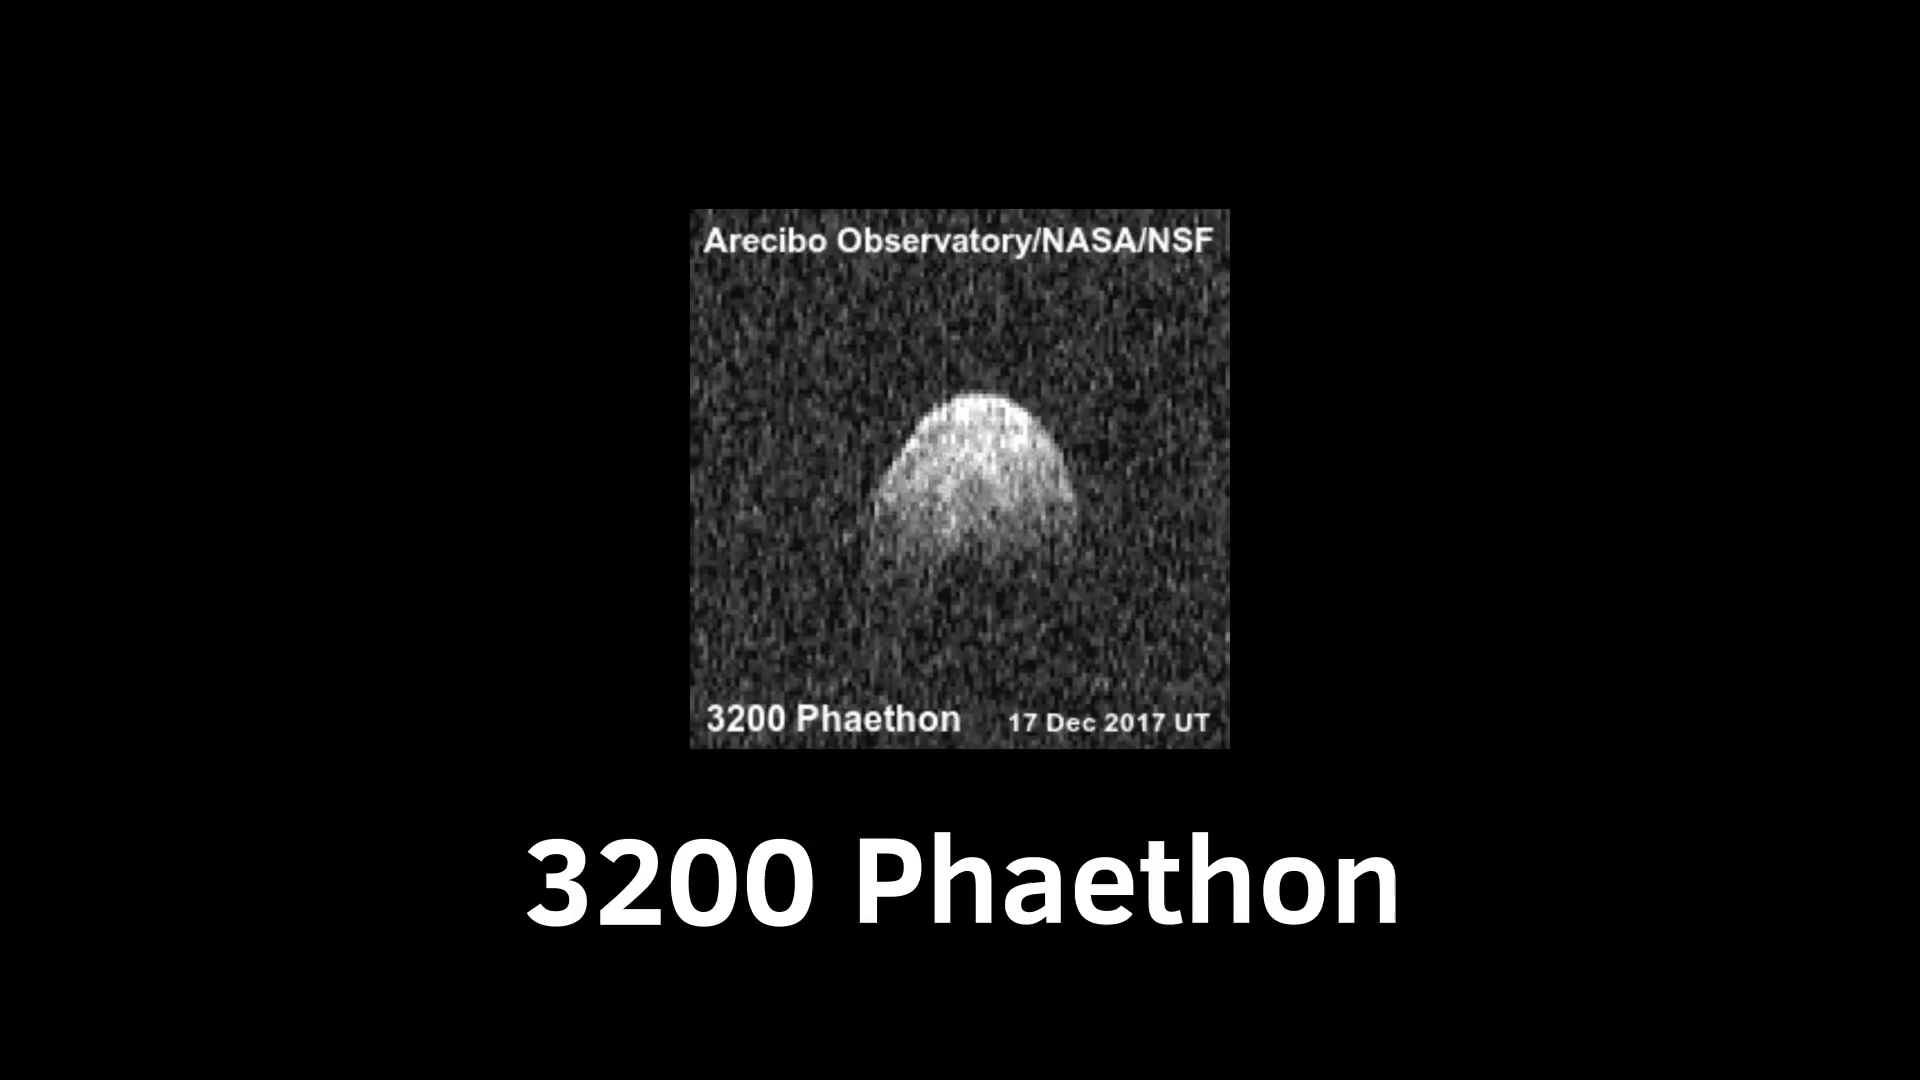 Arecibo Observatory/NASA/NSF
3200 Phaethon 17 Dec 2017 UT
3200 Phaethon